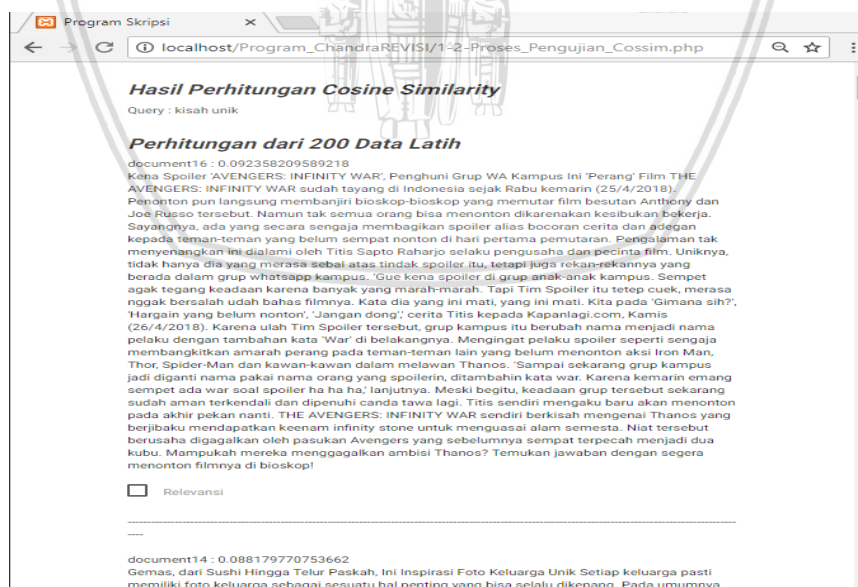 Program Skripsi
localhost/Program_ChandraREVISI/1-2-Proses_Pengujian_Cossim.php
Hasil Perhitungan Cosine Similarity
Query : kisah unik
Perhitungan dari 200 Data Latih
document16 : 0.092358209589218
Kena Spoiler 'AVENGERS: INFINITY WAR', Penghuni Grup WA Kampus Ini 'Perang' Film THE
AVENGERS: INFINITY WAR sudah tayang di Indonesia sejak Rabu kemarin (25/4/2018).
Penonton pun langsung membanjiri bioskop-bioskop yang memutar film besutan Anthony dan
Joe Russo tersebut. Namun tak semua orang bisa menonton dikarenakan kesibukan bekerja.
Sayangnya, ada yang secara sengaja membagikan spoiler alias bocoran cerita dan adegan
kepada teman-teman yang belum sempat nonton di hari pertama pemutaran. Pengalaman tak
menyenangkan ini dialami oleh Titis Sapto Raharjo selaku pengusaha dan pecinta film. Uniknya,
tidak hanya dia yang merasa sebai atas tindak spoiler itu, tetapi juga rekan-rekannya yang
berada dalam grup whatsapp kampus. 'Gue kena spoiler di grup anak-anak kampus. Sempet
agak tegang keadaan karena banyak yang marah-marah. Tapi Tim Spoiler itu tetep cuek, merasa
nggak bersalah udah bahas filmnya. Kata dia yang ini mati, yang ini mati. Kita pada 'Gimana sih?',
'Hargain yang belum nonton', 'Jangan dong',' cerita Titis kepada Kapanlagi.com, Kamis
(26/4/2018). Karena ulah Tim Spoiler tersebut, grup kampus itu berubah nama menjadi nama
pelaku dengan tambahan kata 'War' di belakangnya. Mengingat pelaku spoiler seperti sengaja
membangkitkan amarah perang pada teman-teman lain yang belum menonton aksi Iron Man,
Thor, Spider-Man dan kawan-kawan dalam melawan Thanos. 'Sampai sekarang grup kampus
jadi diganti nama pakai nama orang yang spoilerin, ditambahin kata war. Karena kemarin emang
sempet ada war soal spoiler ha ha ha,' lanjutnya. Meski begitu, keadaan grup tersebut sekarang
sudah aman terkendali dan dipenuhi canda tawa lagi. Titis sendiri mengaku baru akan menonton
pada akhir pekan nanti. THE AVENGERS: INFINITY WAR sendiri berkisah mengenai Thanos yang
berjibaku mendapatkan keenam infinity stone untuk menguasai alam semesta. Niat tersebut
berusaha digagalkan oleh pasukan Avengers yang sebelumnya sempat terpecah menjadi dua
kubu. Mampukah mereka menggagalkan ambisi Thanos? Temukan jawaban dengan segera
menonton filmnya di bioskop!
Relevansi
document14 : 0.088179770753662
Gemas, dari Sushi Hingga Telur Paskah, Ini Inspirasi Foto Keluarga Unik Setiap keluarga pasti
memiliki foto keluarga sebagai sesuatu hal penting yang bisa selalu dikenang. Pada umumnya